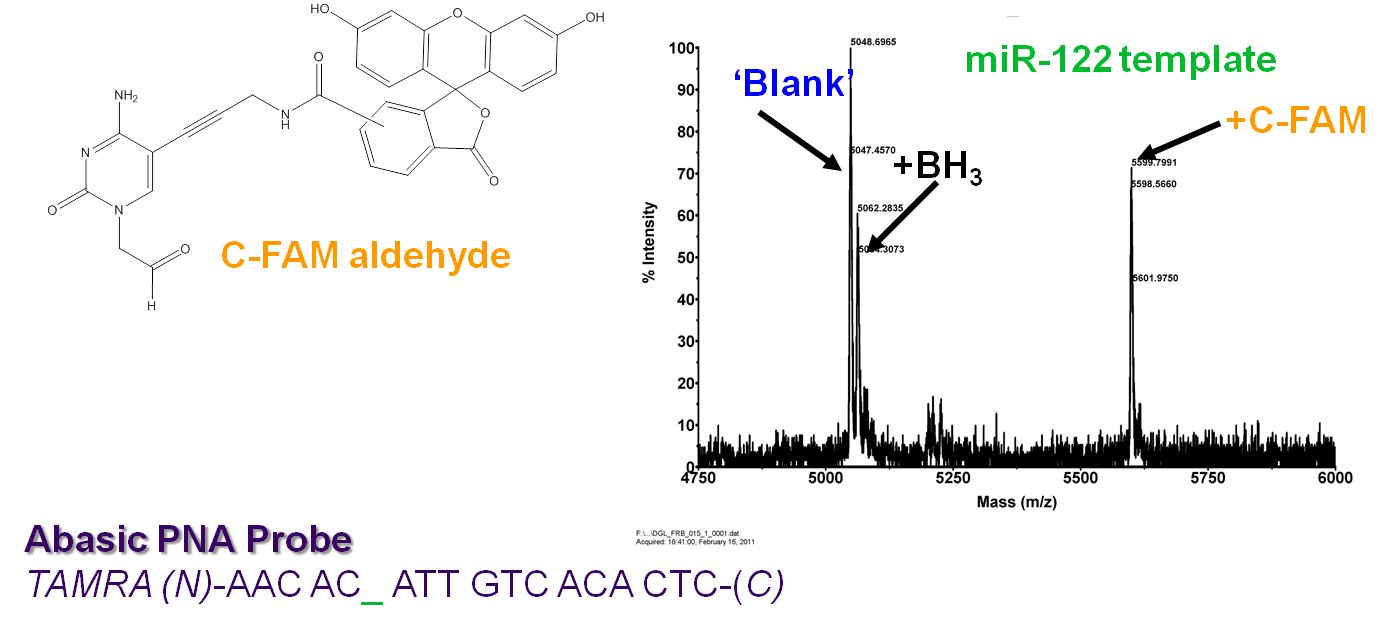 HO
O
OH
O
NH2
N
H
O
N
O
O
N
O
H
C-FAM aldehyde
miR-122 template
'Blank'
+BH3
+C-FAM
5048.6965
5047.4570
5062.2835
5599.7991
5598.5660
5601.9750
% Intensity
100
90
80
70
60
50
40
30
20
10
0
4750
5000
5250
5500
5750
6000
Mass (m/z)
F:\...\DGL_FRB_015_1_0001.dat
Acquired: 18:41:00, February 16, 2011
Abasic PNA Probe
TAMRA (N)-AAC AC_ ATT GTC ACA CTC-(C)